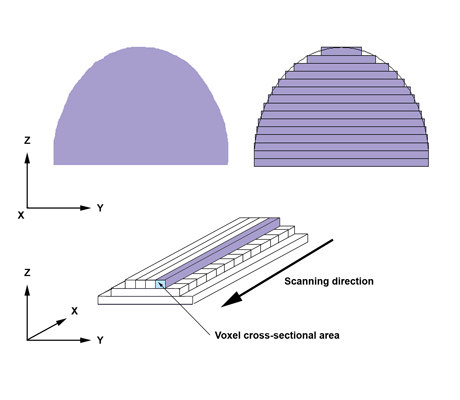 Z
X
Y
Z
X
Scanning direction
Y
Voxel cross-sectional area